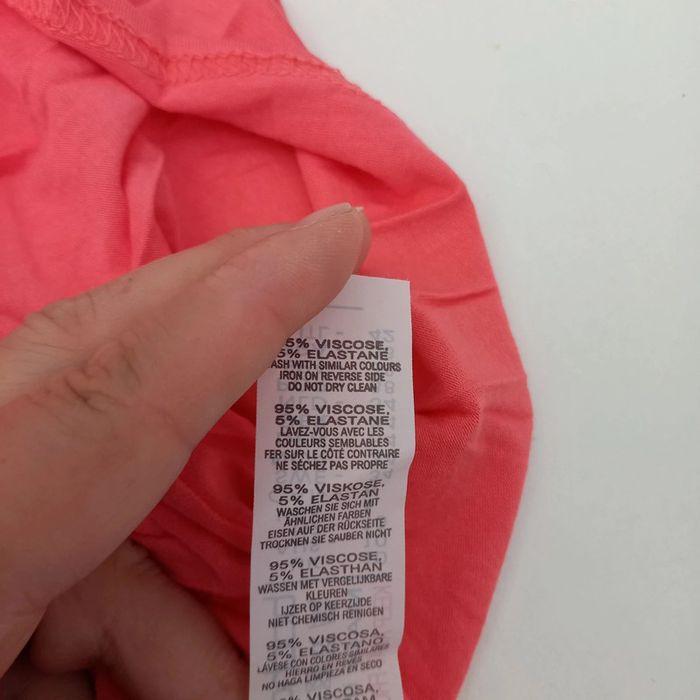 5% VISCOSE,
5% ELASTANE
ASH WITH SIMILAR COLOURS
IRON ON REVERSE SIDE
DO NOT DRY CLEAN
95% VISCOSE,
5% ELASTANE
LAVEZ-VOUS AVEC LES
COULEURS SEMBLABLES
FER SUR LE CÔTÉ CONTRAIRE
NE SÉCHEZ PAS PROPRE
95% VISKOSE,
5% ELASTAN
WASCHEN SIE SICH MIT
ÄHNLICHEN FARBEN
EISEN AUF DER RÜCKSEITE
TROCKNEN SIE SAUBER NICHT
95% VISCOSE,
5% ELASTHAN
WASSEN MET VERGELIJKBARE
KLEUREN
IJZER OP KEERZIJDE
NIET CHEMISCH REINIGEN
95% VISCOSA,
5% ELASTANO
LÁVESE CON COLORES SIMILARES
HIERRO EN REVÉS
NO HAGA LIMPIEZA EN SECO
% VISCOSA,